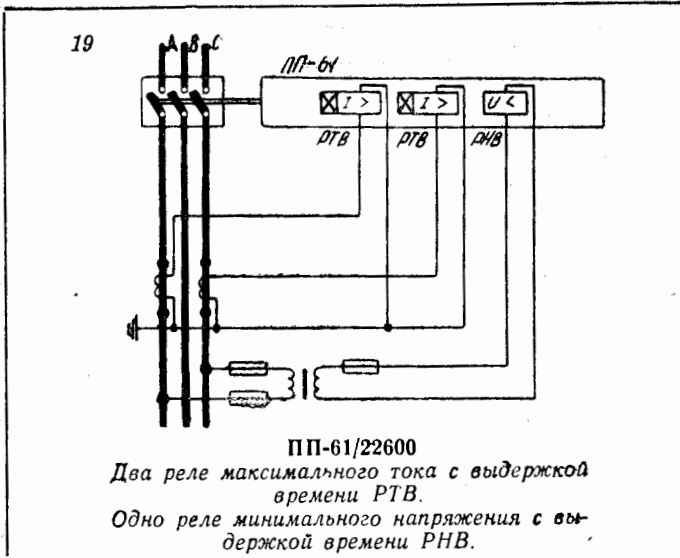 19
A B C
ПП-61
I > I > U <
РТВ РТВ РНВ
ПП-61/22600
Два реле максимального тока с выдержкой
времени РТВ.
Одно реле минимального напряжения с вы-
держкой времени РНВ.